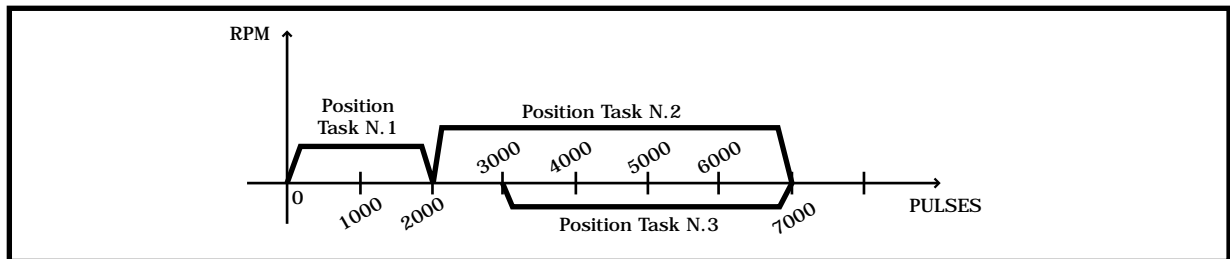 RPM
Position
Task N.1
Position Task N.2
3000
4000
5000
6000
0
1000
2000
7000
PULSES
Position Task N.3